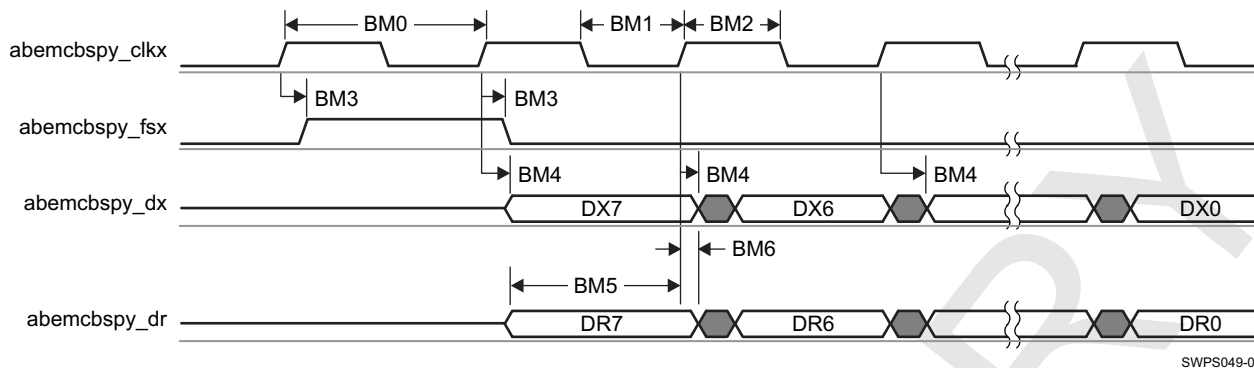 BM0 BM1 BM2
abemcbspy_clkx
BM3 BM3
abemcbspy_fsx
BM4 BM4 BM4
abemcbspy_dx DX7 DX6 DX0
BM6
BM5
abemcbspy_dr DR7 DR6 DR0
SWPS049-0
R Y